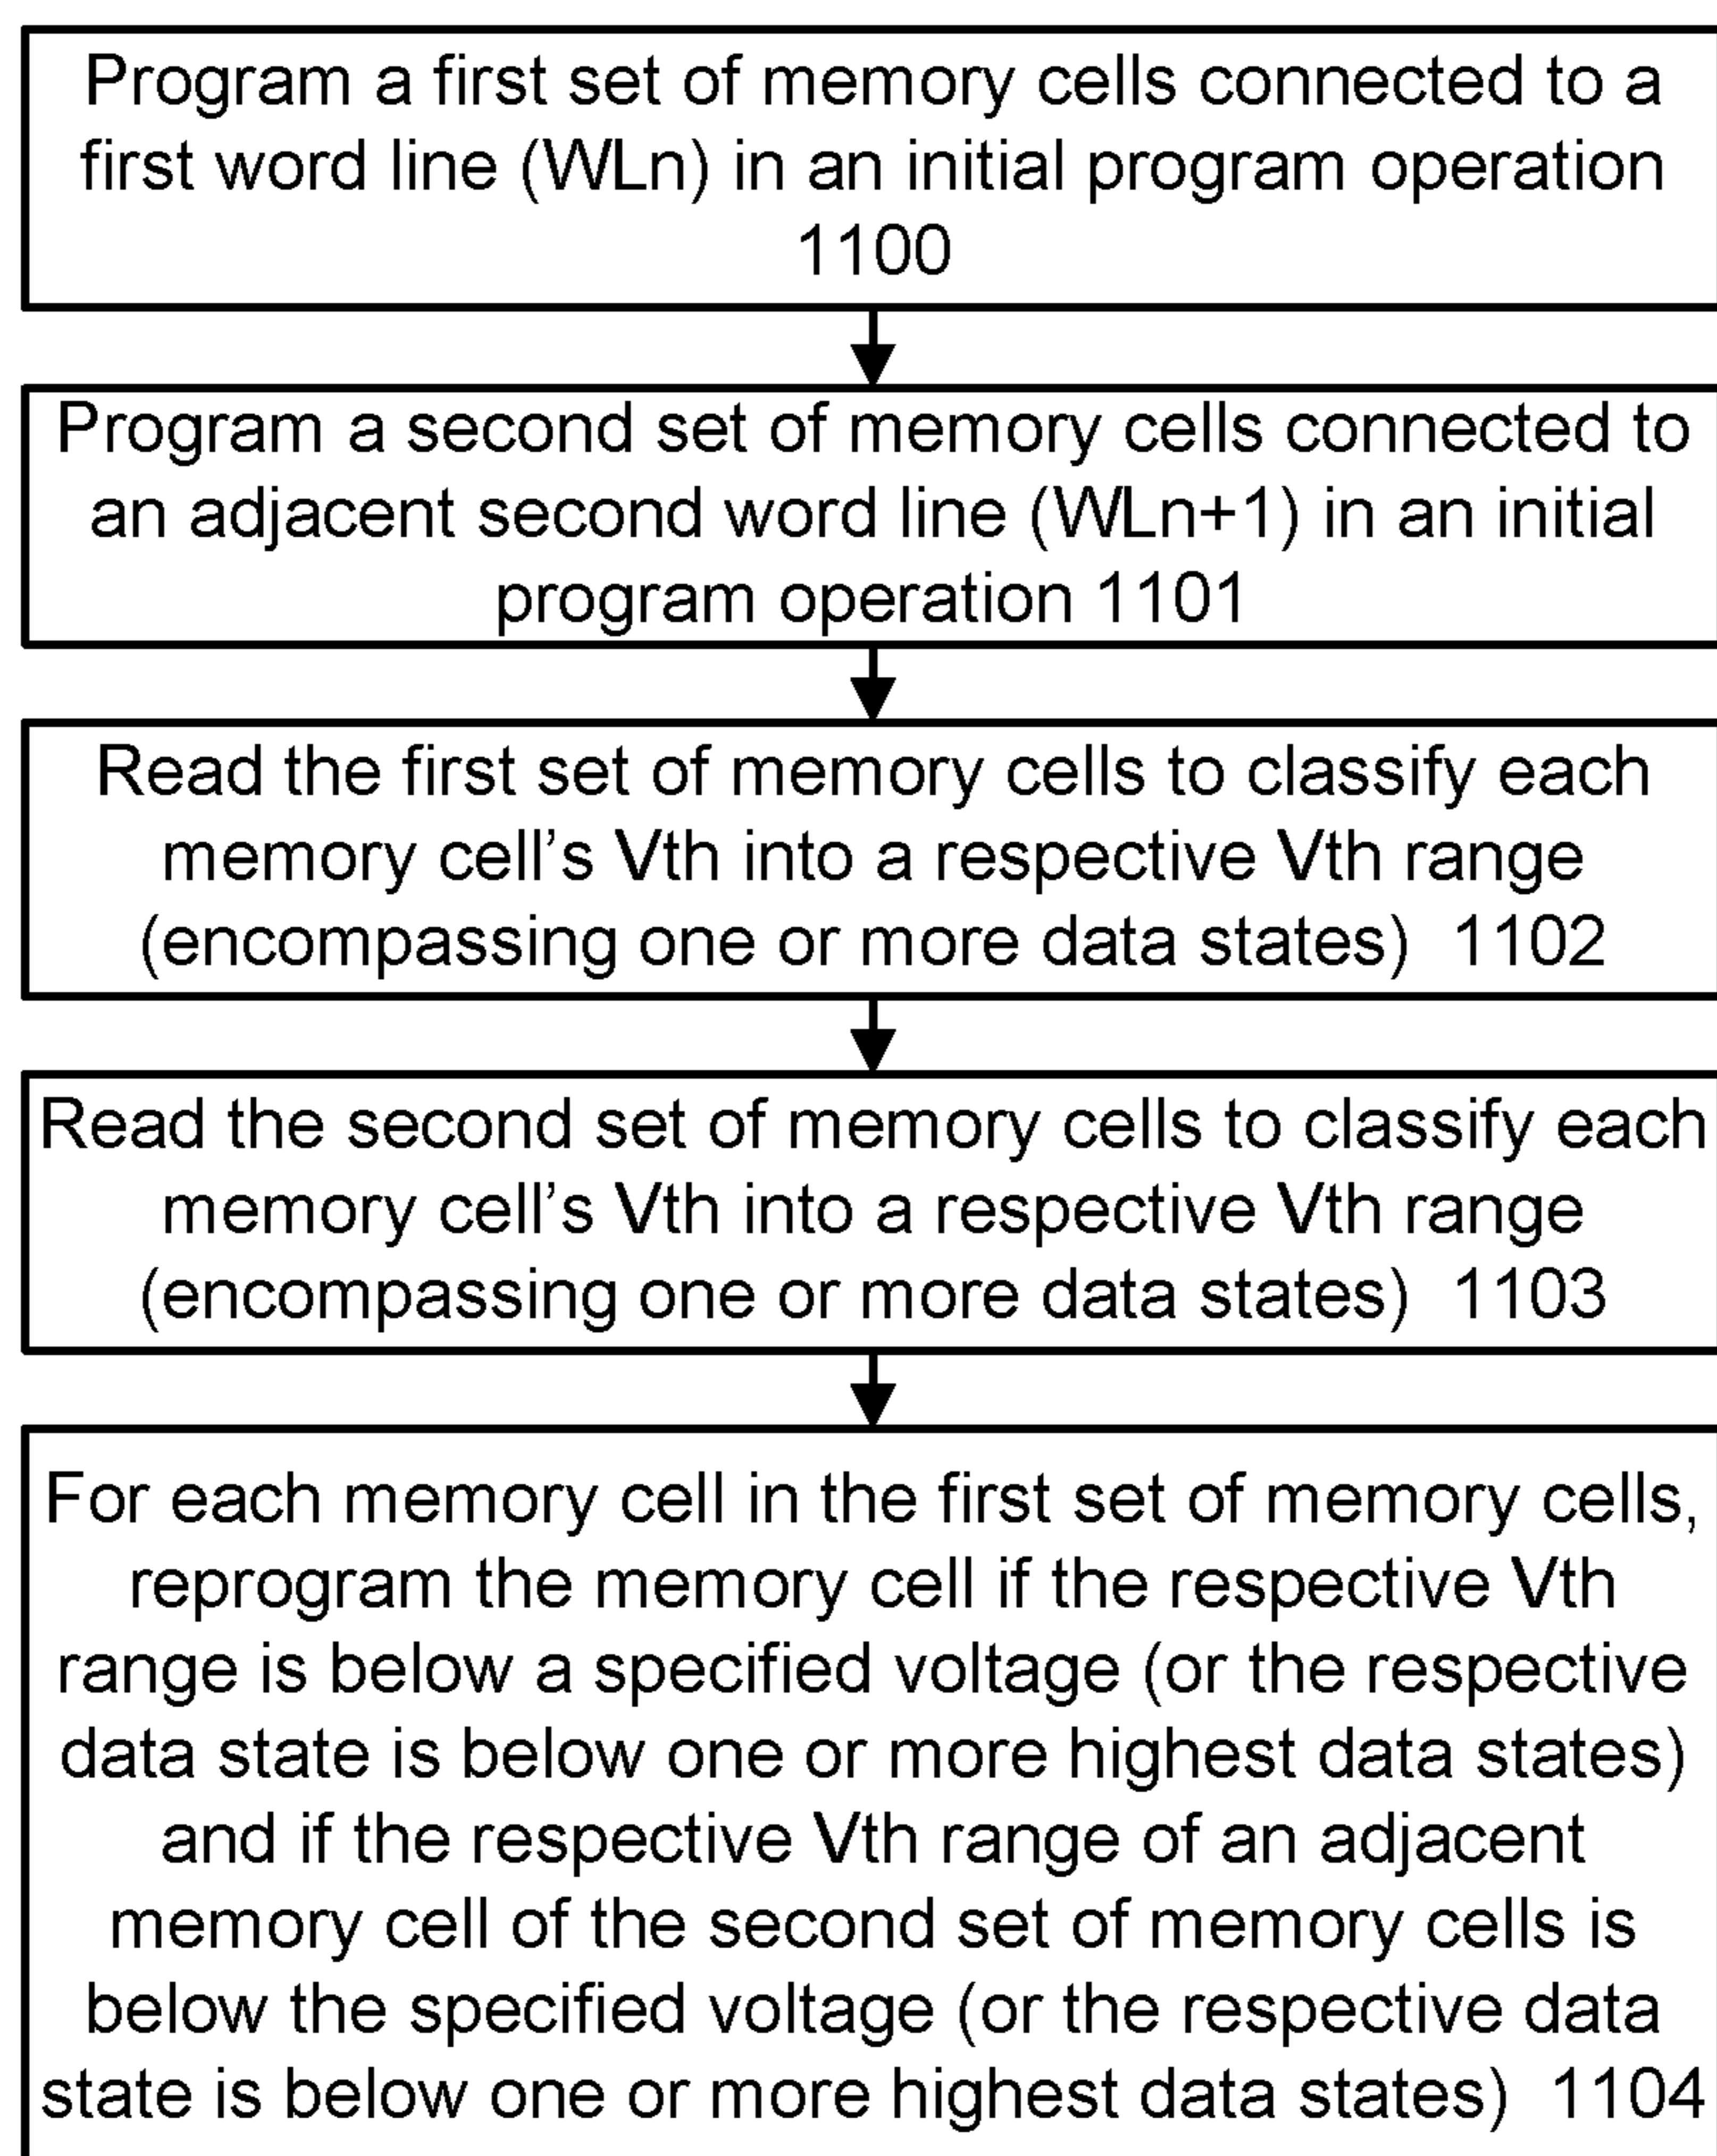 Program a first set of memory cells connected to a
first word line (WLn) in an initial program operation
1100
Program a second set of memory cells connected to
an adjacent second word line (WLn+1) in an initial
program operation 1101
Read the first set of memory cells to classify each
memory cell’s Vth into a respective Vth range
(encompassing one or more data states)  1102
Read the second set of memory cells to classify each
memory cell’s Vth into a respective Vth range
(encompassing one or more data states)  1103
For each memory cell in the first set of memory cells,
reprogram the memory cell if the respective Vth
range is below a specified voltage (or the respective
data state is below one or more highest data states)
and if the respective Vth range of an adjacent
memory cell of the second set of memory cells is
below the specified voltage (or the respective data
state is below one or more highest data states)  1104